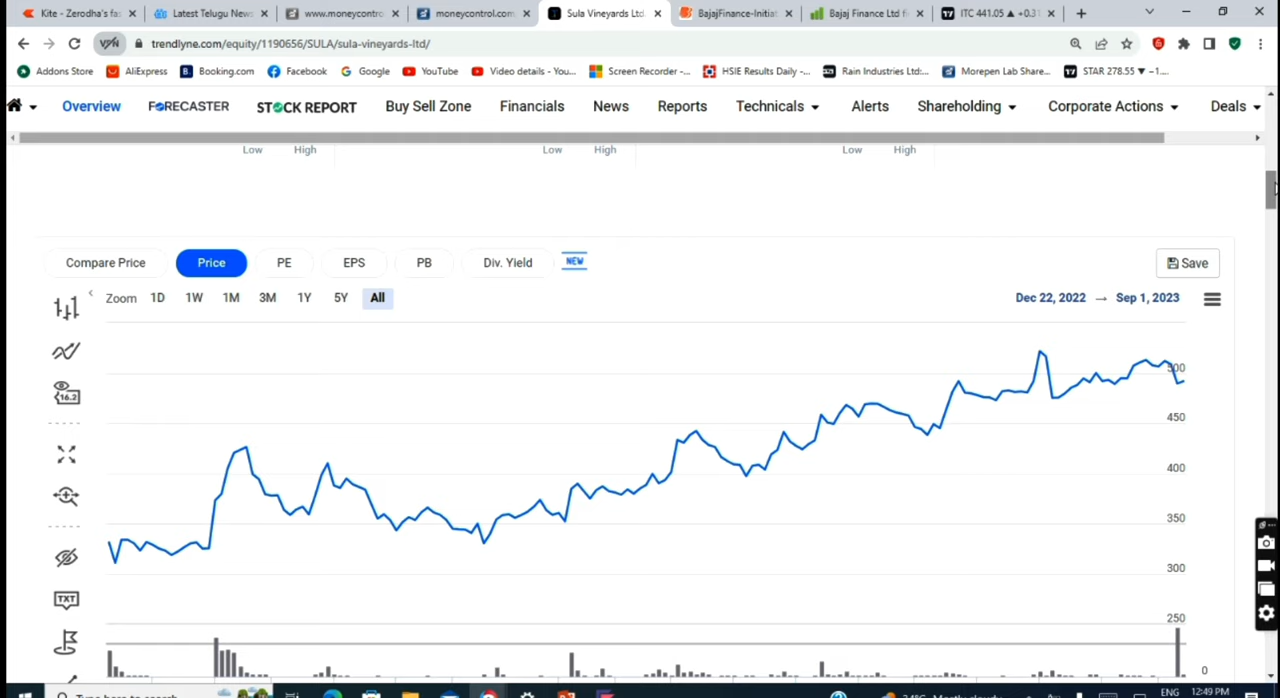 Kite - Zerodha's fa:
Latest Telugu News
www.moneycontro
moneycontrol.com
Sula Vineyards Ltd.
BajajFinance-Initiat
Bajaj Finance Ltd f
ITC 441.05 ▲ +0.3
VPN trendlyne.com/equity/1190656/SULA/sula-vineyards-ltd/
Addons Store AliExpress Booking.com Facebook Google YouTube Video details - You... Screen Recorder -... HSIE Results Daily -... Rain Industries Ltd:... Morepen Lab Share... STAR 278.55 ▼ −1....
Overview FORECASTER STOCK REPORT Buy Sell Zone Financials News Reports Technicals Alerts Shareholding Corporate Actions Deals
Low High Low High Low High
Compare Price Price PE EPS PB Div. Yield NEW Save
Zoom 1D 1W 1M 3M 1Y 5Y All Dec 22, 2022 → Sep 1, 2023
500
16.2
450
400
350
300
TXT
250
0
ENG 12:49 PM